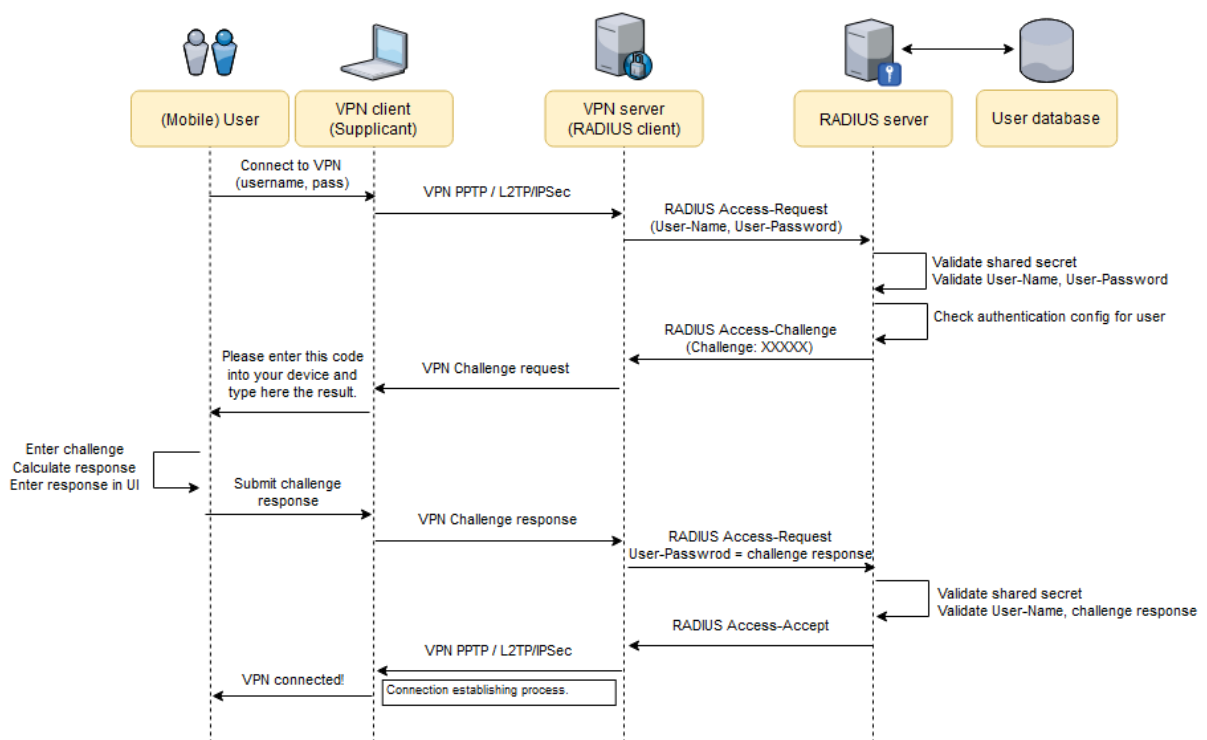 (Mobile) User
VPN client
(Supplicant)
VPN server
(RADIUS client)
RADIUS server
User database
Connect to VPN
(username, pass)
VPN PPTP / L2TP/IPSec
RADIUS Access-Request
(User-Name, User-Password)
Validate shared secret
Validate User-Name, User-Password
Check authentication config for user
RADIUS Access-Challenge
(Challenge: XXXXX)
VPN Challenge request
Please enter this code
into your device and
type here the result.
Enter challenge
Calculate response
Enter response in UI
Submit challenge
response
VPN Challenge response
RADIUS Access-Request
User-Passwrod = challenge response
Validate shared secret
Validate User-Name, challenge response
RADIUS Access-Accept
VPN PPTP / L2TP/IPSec
Connection establishing process.
VPN connected!